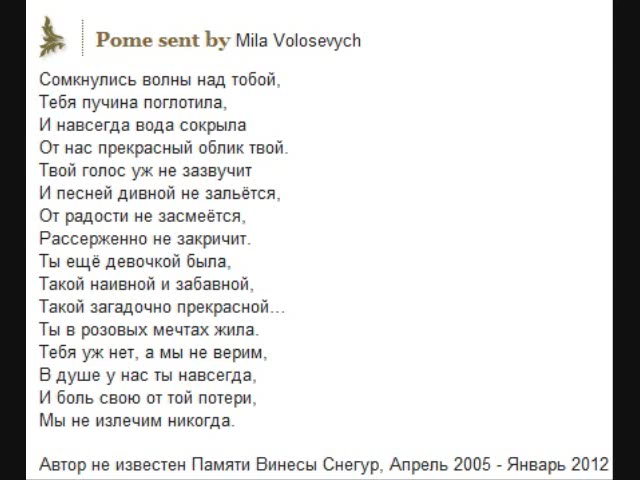 Pome sent by Mila Volosevych
Сомкнулись волны над тобой,
Тебя пучина поглотила,
И навсегда вода сокрыла
От нас прекрасный облик твой.
Твой голос уж не зазвучит
И песней дивной не зальётся,
От радости не засмеётся,
Рассерженно не закричит.
Ты ещё девочкой была,
Такой наивной и забавной,
Такой загадочно прекрасной...
Ты в розовых мечтах жила.
Тебя уж нет, а мы не верим,
В душе у нас ты навсегда,
И боль свою от той потери,
Мы не излечим никогда.
Автор не известен Памяти Винесы Снегур, Апрель 2005 - Январь 2012